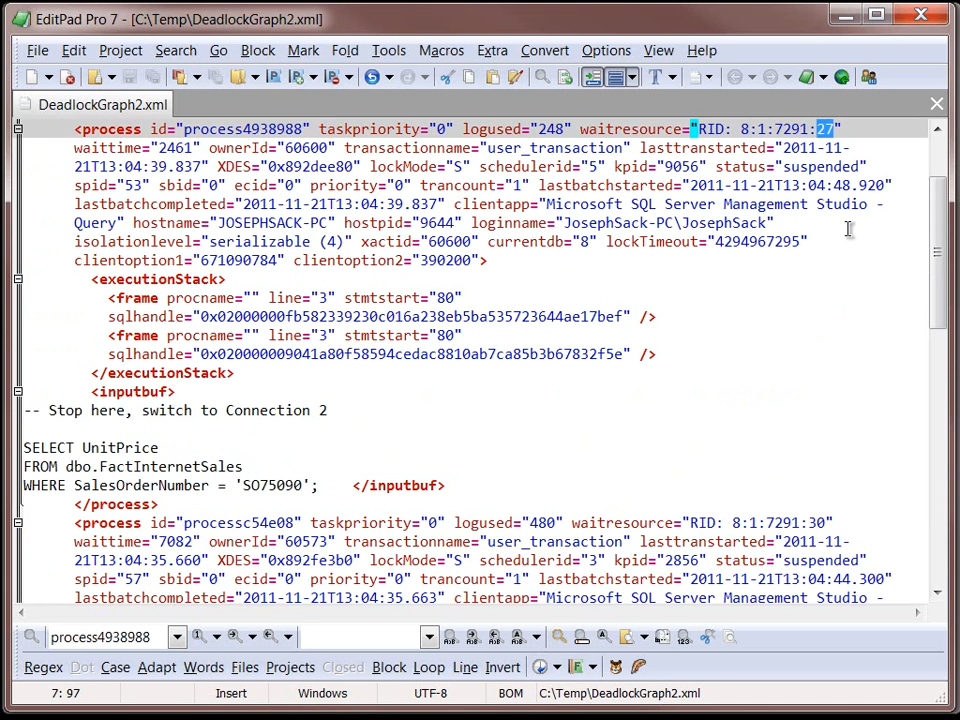 EditPad Pro 7 - [C:\Temp\DeadlockGraph2.xml]
File Edit Project Search Go Block Mark Fold Tools Macros Extra Convert Options View Help
DeadlockGraph2.xml
<process id="process4938988" taskpriority="0" logused="248" waitresource="RID: 8:1:7291:27"
waittime="2461" ownerId="60600" transactionname="user_transaction" lasttranstarted="2011-11-
21T13:04:39.837" XDES="0x892dee80" lockMode="S" schedulerid="5" kpid="9056" status="suspended"
spid="53" sbid="0" ecid="0" priority="0" trancount="1" lastbatchstarted="2011-11-21T13:04:48.920"
lastbatchcompleted="2011-11-21T13:04:39.837" clientapp="Microsoft SQL Server Management Studio -
Query" hostname="JOSEPHSACK-PC" hostpid="9644" loginname="JosephSack-PC\JosephSack"
isolationlevel="serializable (4)" xactid="60600" currentdb="8" lockTimeout="4294967295"
clientoption1="671090784" clientoption2="390200">
<executionStack>
<frame procname="" line="3" stmtstart="80"
sqlhandle="0x02000000fb582339230c016a238eb5ba535723644ae17bef" />
<frame procname="" line="3" stmtstart="80"
sqlhandle="0x020000009041a80f58594cedac8810ab7ca85b3b67832f5e" />
</executionStack>
<inputbuf>
-- Stop here, switch to Connection 2
SELECT UnitPrice
FROM dbo.FactInternetSales
WHERE SalesOrderNumber = 'SO75090'; </inputbuf>
</process>
<process id="processc54e08" taskpriority="0" logused="480" waitresource="RID: 8:1:7291:30"
waittime="7082" ownerId="60573" transactionname="user_transaction" lasttranstarted="2011-11-
21T13:04:35.660" XDES="0x892fe3b0" lockMode="S" schedulerid="3" kpid="2856" status="suspended
spid="57" sbid="0" ecid="0" priority="0" trancount="1" lastbatchstarted="2011-11-21T13:04:44.300"
lastbatchcompleted="2011-11-21T13:04:35.663" clientapp="Microsoft SQL Server Management Studio -
process4938988
Regex Dot Case Adapt Words Files Projects Closed Block Loop Line Invert
7: 97 Insert Windows UTF-8 BOM C:\Temp\DeadlockGraph2.xml